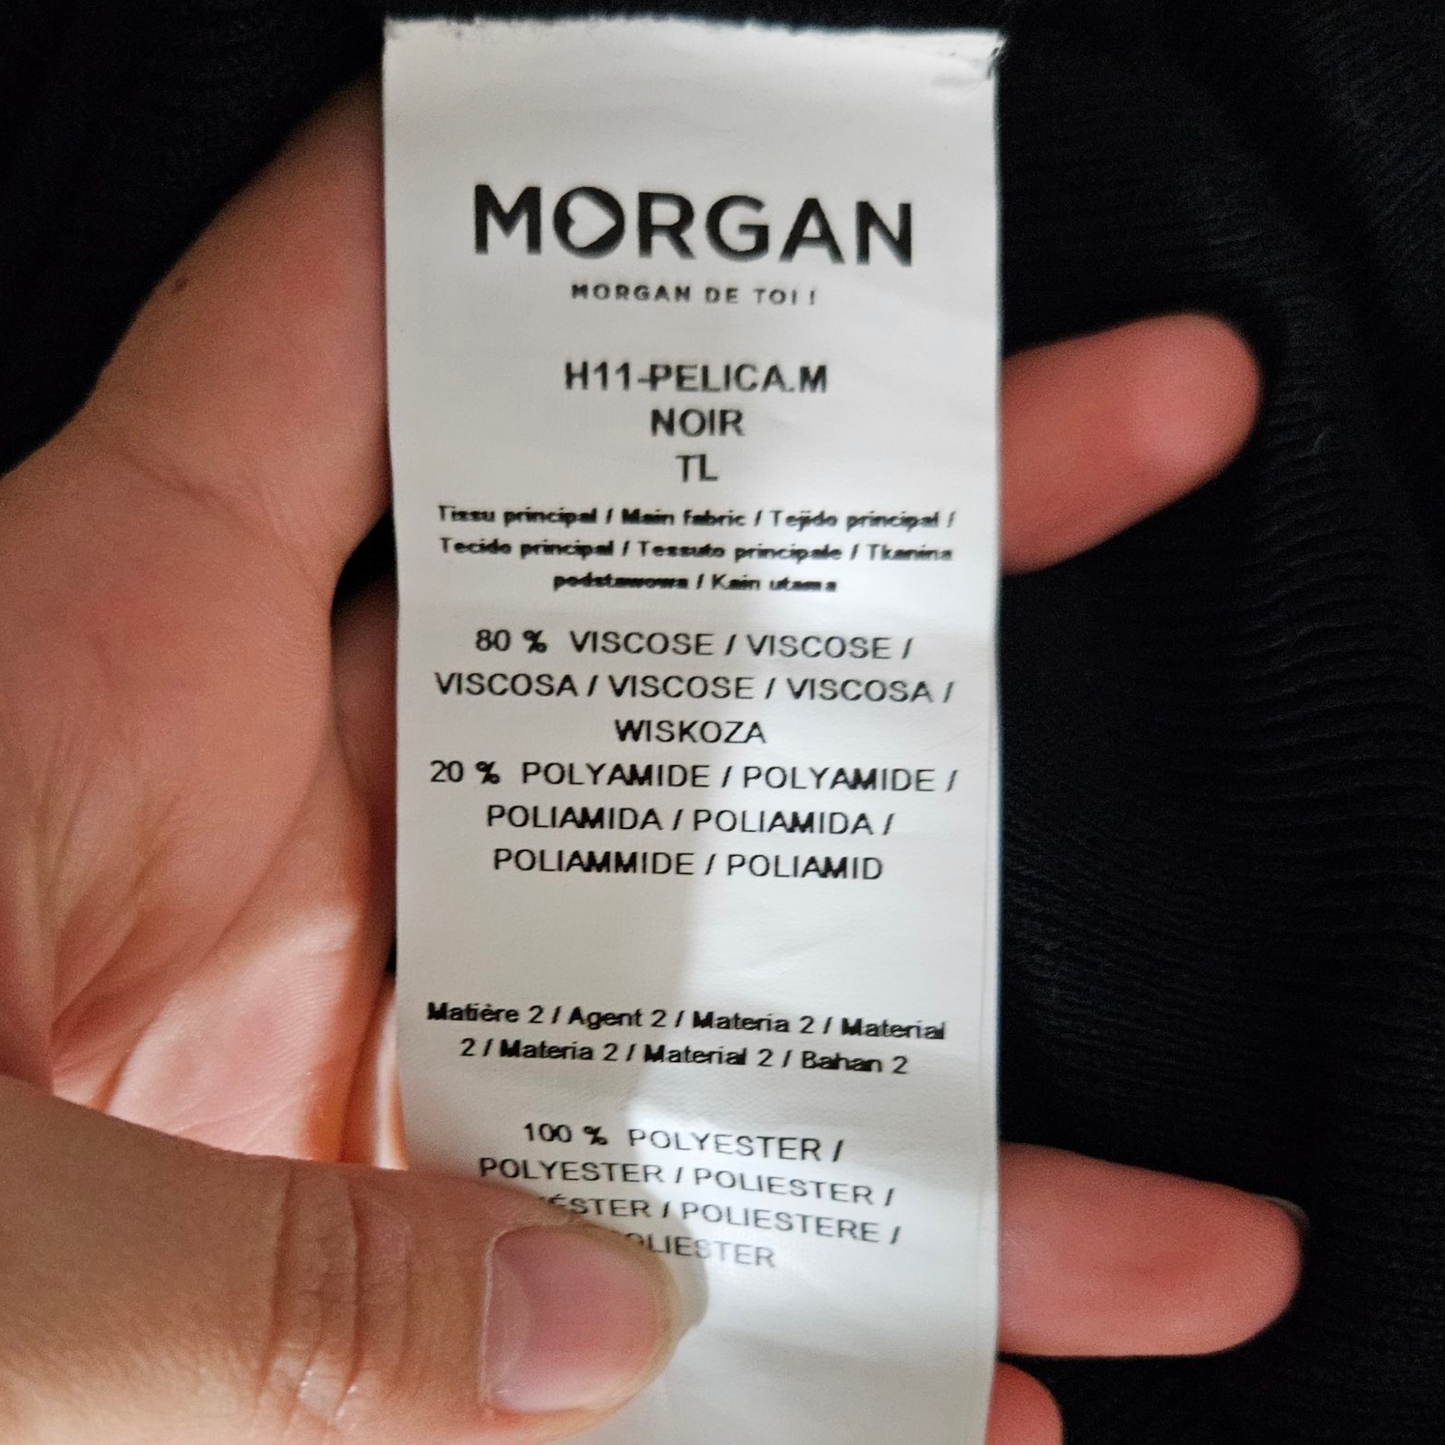 MORGAN
MORGAN DE TOI !
H11-PELICA.M
NOIR
TL
Tissu principal / Main fabric / Tejido principal /
Tecido principal / Tessuto principale / Tkanina
podstawowa / Kain utama
80 % VISCOSE / VISCOSE /
VISCOSA / VISCOSE / VISCOSA /
WISKOZA
20 % POLYAMIDE / POLYAMIDE /
POLIAMIDA / POLIAMIDA /
POLIAMMIDE / POLIAMID
Matière 2 / Agent 2 / Materia 2 / Material
2 / Materia 2 / Material 2 / Bahan 2
100 % POLYESTER /
POLYESTER / POLIESTER /
/ POLIESTERE /